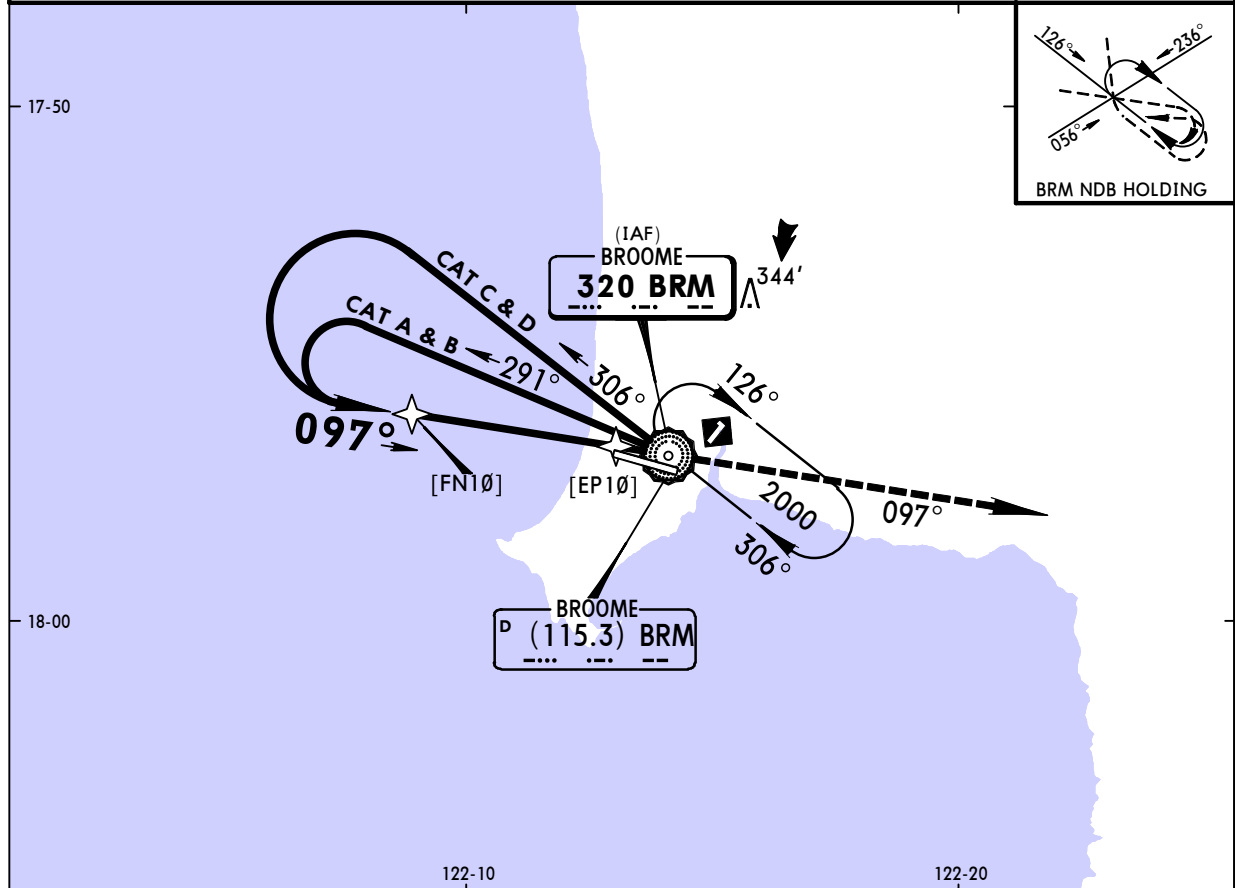 126°
236°
056°
BRM NDB HOLDING
17-50
(IAF)
BROOME
320 BRM
344'
CAT C & D
CAT A & B
291°
306°
126°
097°
[FN1Ø]
[EP1Ø]
2000
097°
306°
BROOME
D (115.3) BRM
18-00
122-10
122-20